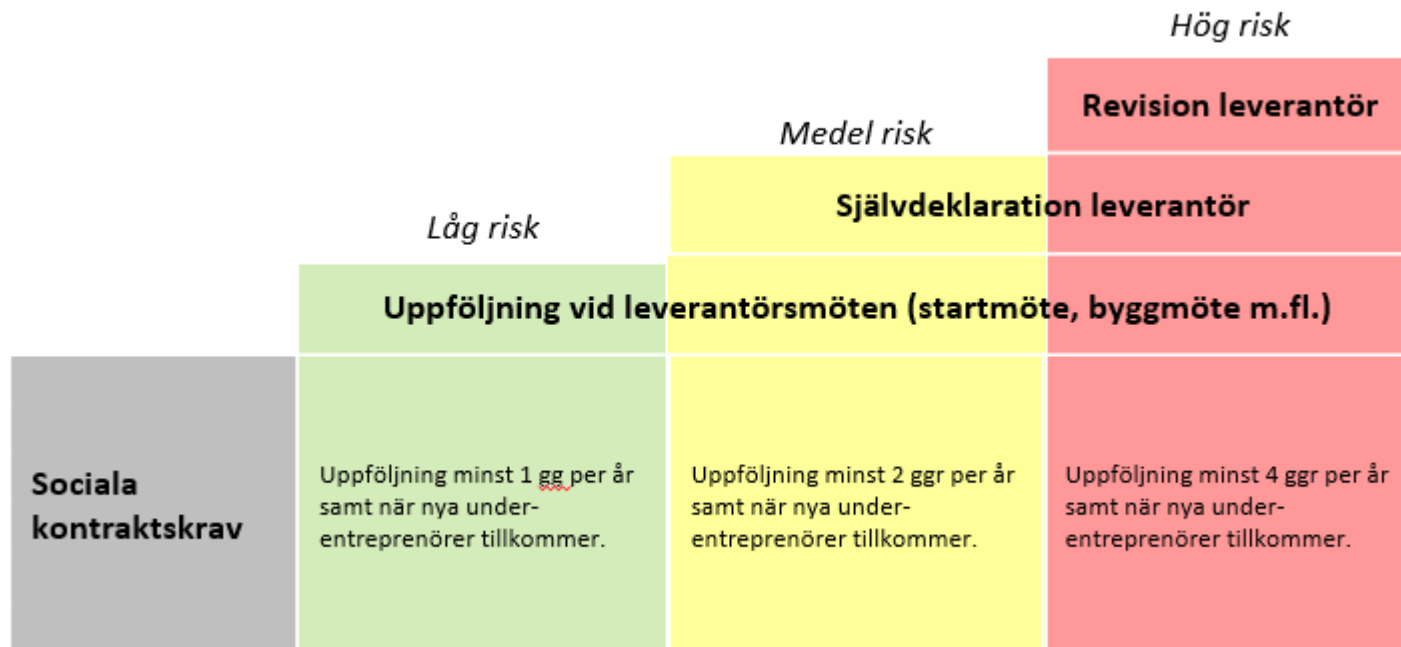 Hög risk
Revision leverantör
Medel risk
Självdeklaration leverantör
Låg risk
Uppföljning vid leverantörsmöten (startmöte, byggmöte m.fl.)
Sociala
kontraktskrav
Uppföljning minst 1 gg per år
samt när nya under-
entreprenörer tillkommer.
Uppföljning minst 2 ggr per år
samt när nya under-
entreprenörer tillkommer.
Uppföljning minst 4 ggr per år
samt när nya under-
entreprenörer tillkommer.